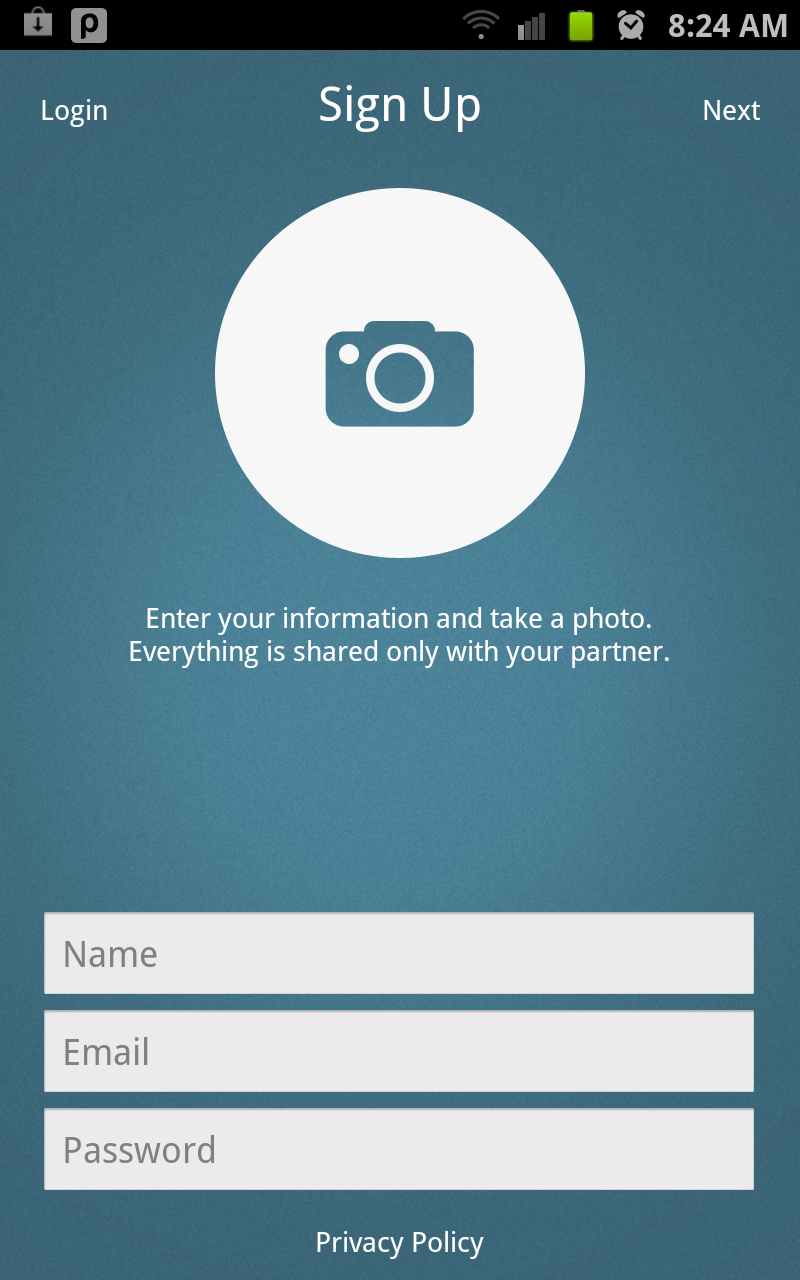 8:24 AM
Login
Sign Up
Next
Enter your information and take a photo.
Everything is shared only with your partner.
Name
Email
Password
Privacy Policy